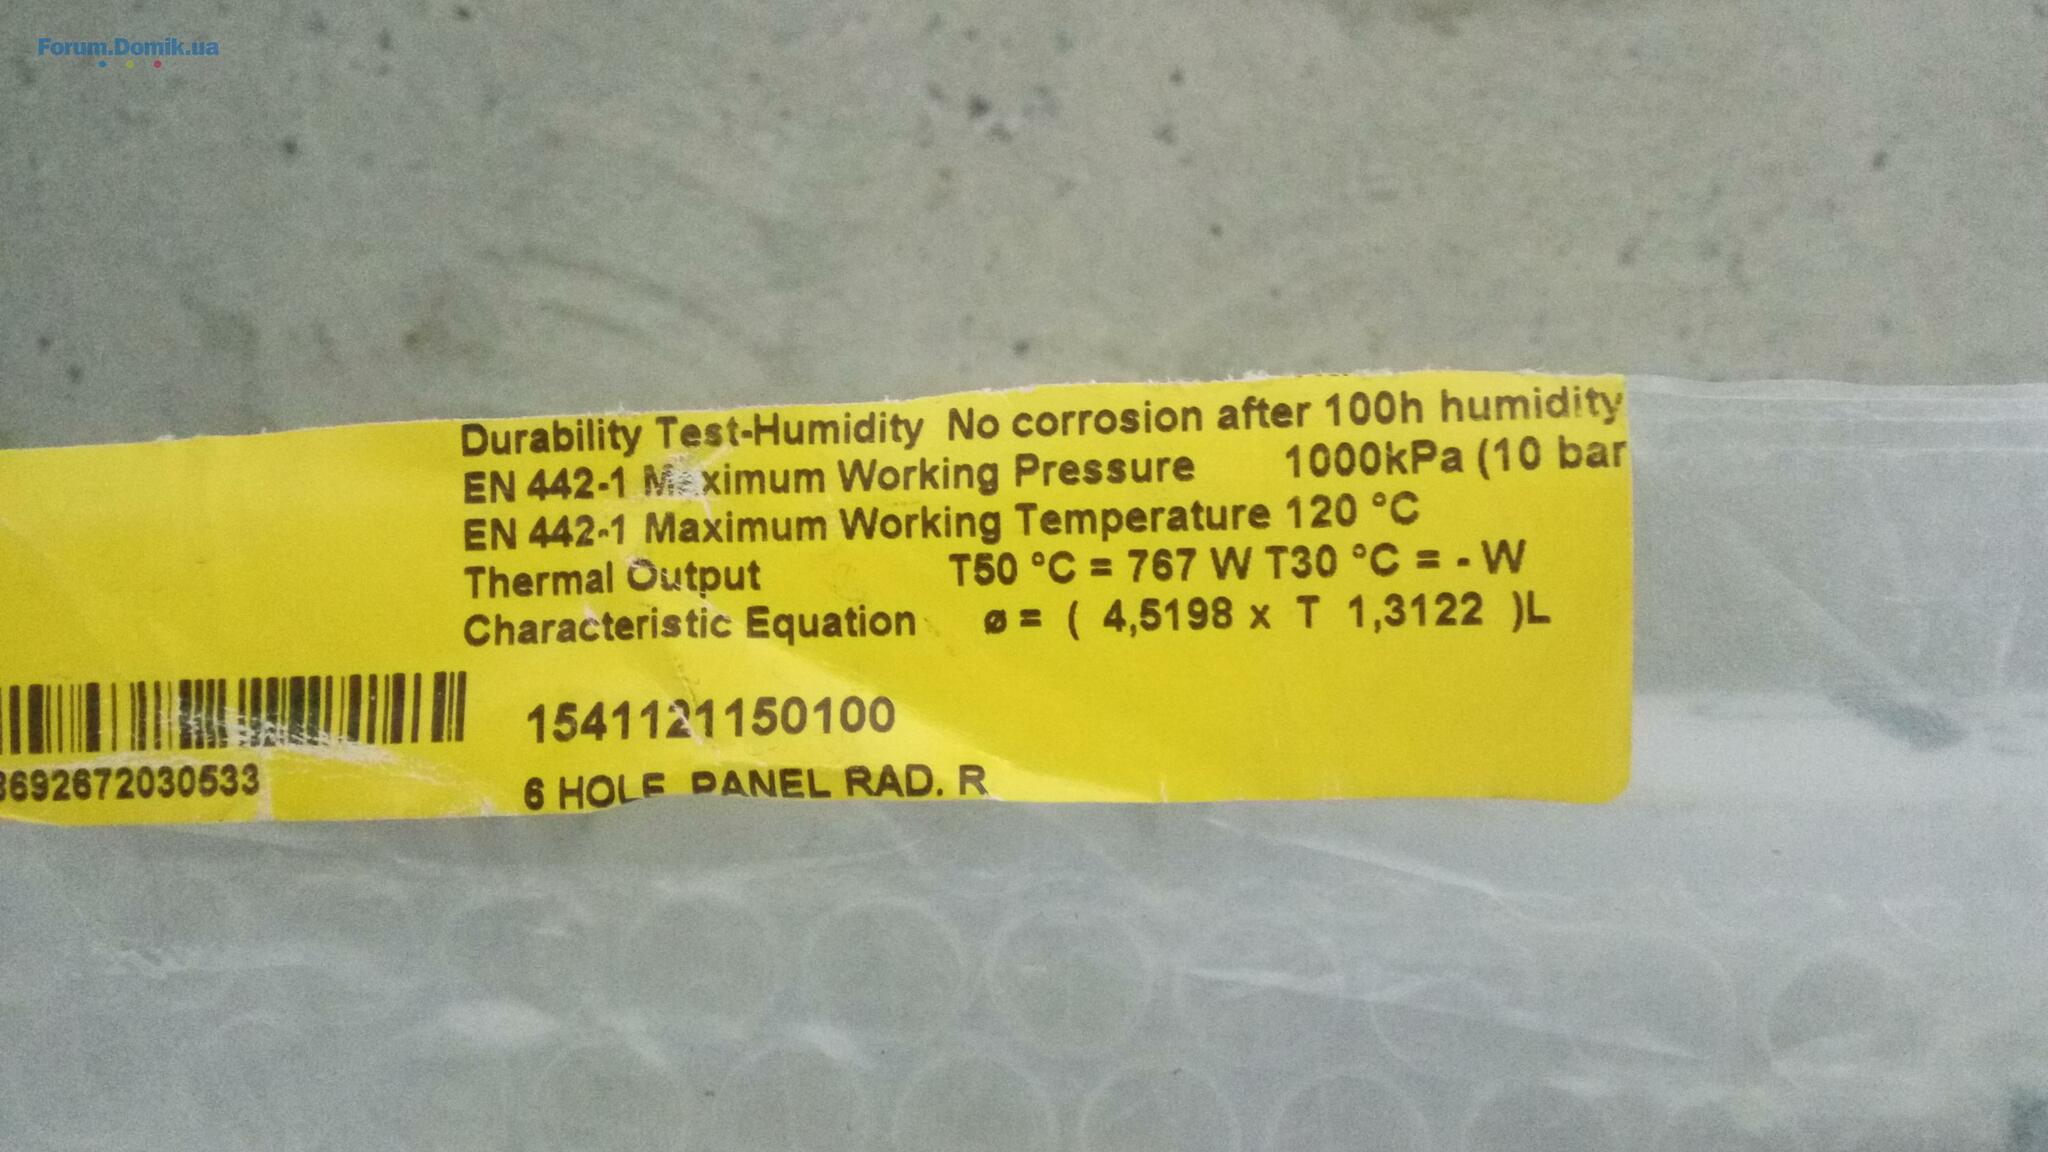 Forum.Domik.ua
Durability Test-Humidity No corrosion after 100h humidity
EN 442-1 Maximum Working Pressure 1000kPa (10 bar
EN 442-1 Maximum Working Temperature 120 °C
Thermal Output T50 °C = 767 W T30 °C = - W
Characteristic Equation ø = ( 4,5198 x T 1,3122 )L
1541121150100
8692672030533
6 HOLE PANEL RAD. R